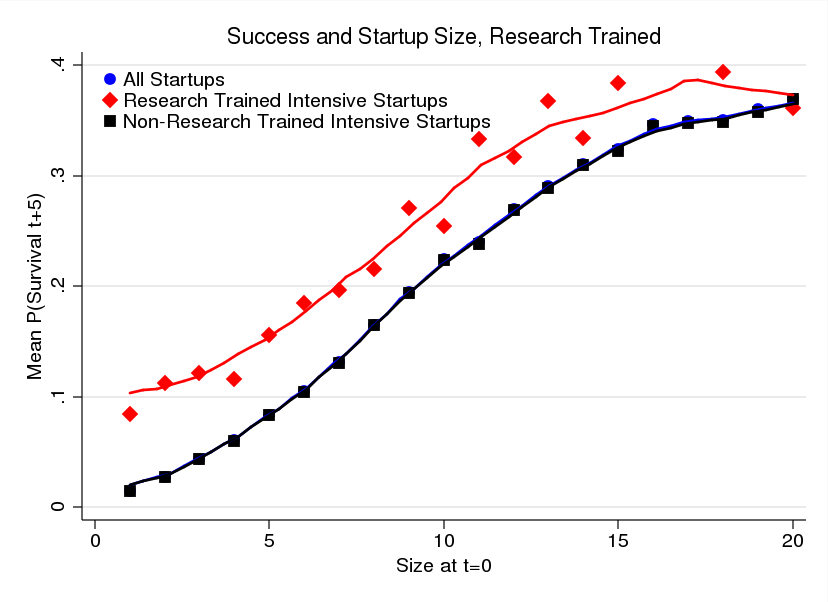 Success and Startup Size, Research Trained
All Startups
Research Trained Intensive Startups
Non-Research Trained Intensive Startups
Mean P(Survival t+5)
.4
.3
.2
.1
0
0 5 10 15 20
Size at t=0